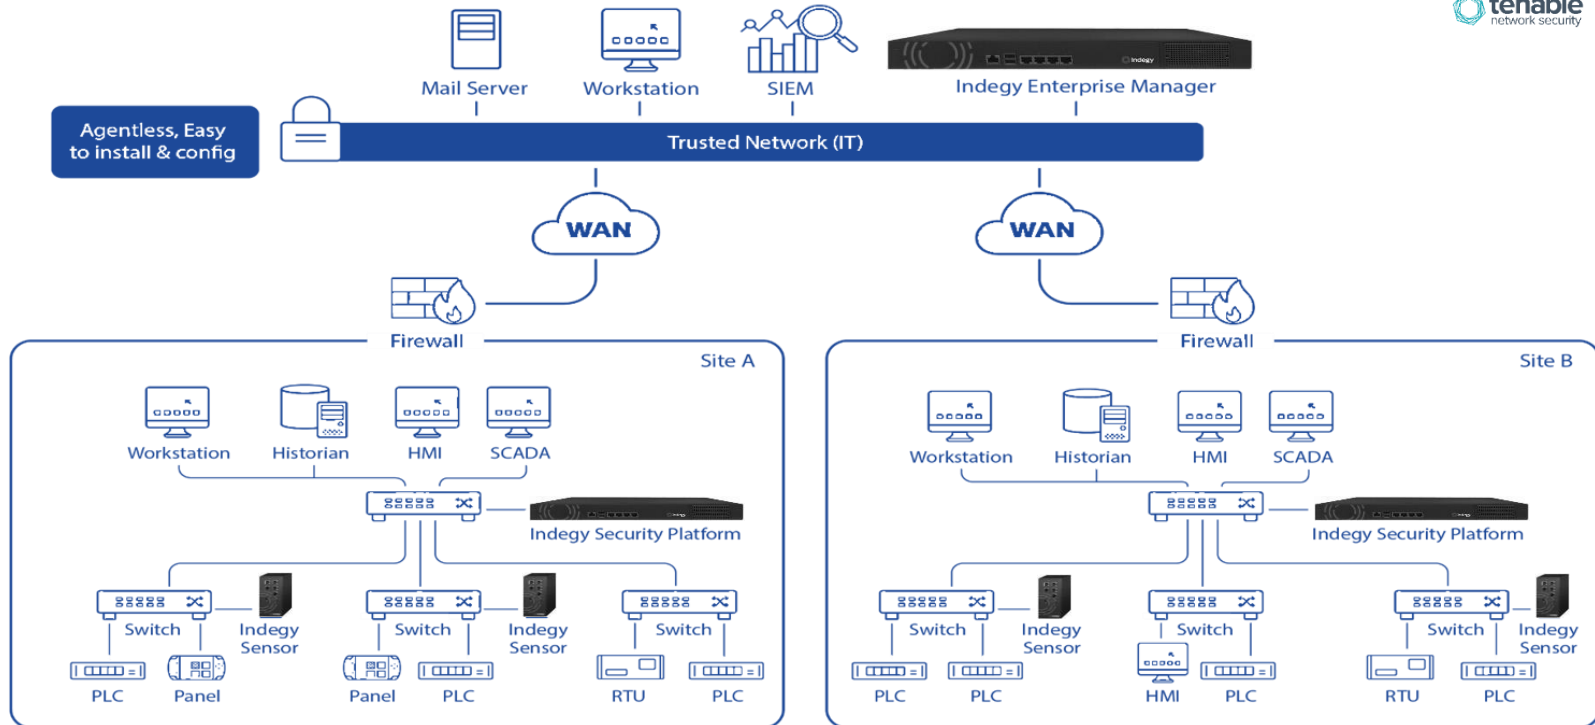 tenable
network security
Mail Server
Workstation
SIEM
Indegy
Indegy Enterprise Manager
Agentless, Easy
to install & config
Trusted Network (IT)
WAN
WAN
Firewall
Firewall
Site A
Site B
Workstation
Historian
HMI
SCADA
Workstation
Historian
HMI
SCADA
Indegy Security Platform
Indegy Security Platform
Switch
Indegy
Sensor
Switch
Indegy
Sensor
Switch
Switch
Indegy
Sensor
Switch
Switch
Indegy
Sensor
PLC
Panel
Panel
PLC
RTU
PLC
PLC
PLC
HMI
PLC
RTU
PLC